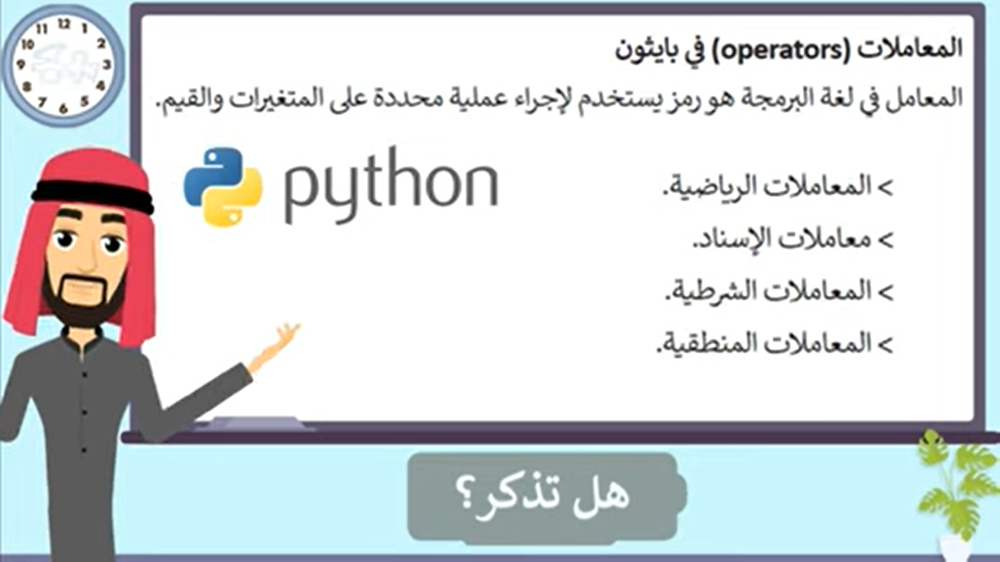 المعاملات (operators) في بايثون
المعامل في لغة البرمجة هو رمز يستخدم لإجراء عملية محددة على المتغيرات والقيم.
python
> المعاملات الرياضية.
> معاملات الإسناد.
> المعاملات الشرطية.
> المعاملات المنطقية.
هل تذكر؟
12
1
2
3
4
5
6
7
8
9
10
11